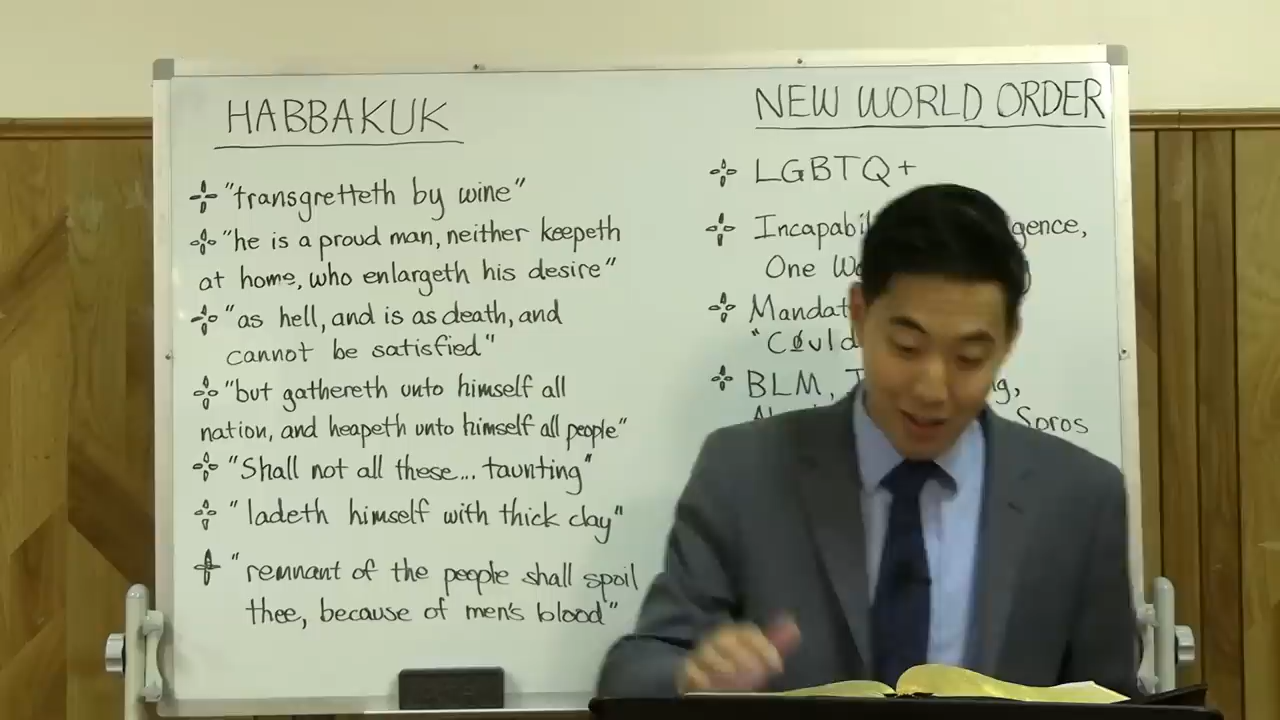 HABBAKUK
"transgretteth by wine"
"he is a proud man, neither keepeth
at home, who enlargeth his desire"
"as hell, and is as death, and
cannot be satisfied"
"but gathereth unto himself all
nation, and heapeth unto himself all people"
"Shall not all these... taunting"
"ladeth himself with thick clay"
"remnant of the people shall spoil
thee, because of men's blood"
NEW WORLD ORDER
LGBTQ+
One
BLM,
Soros